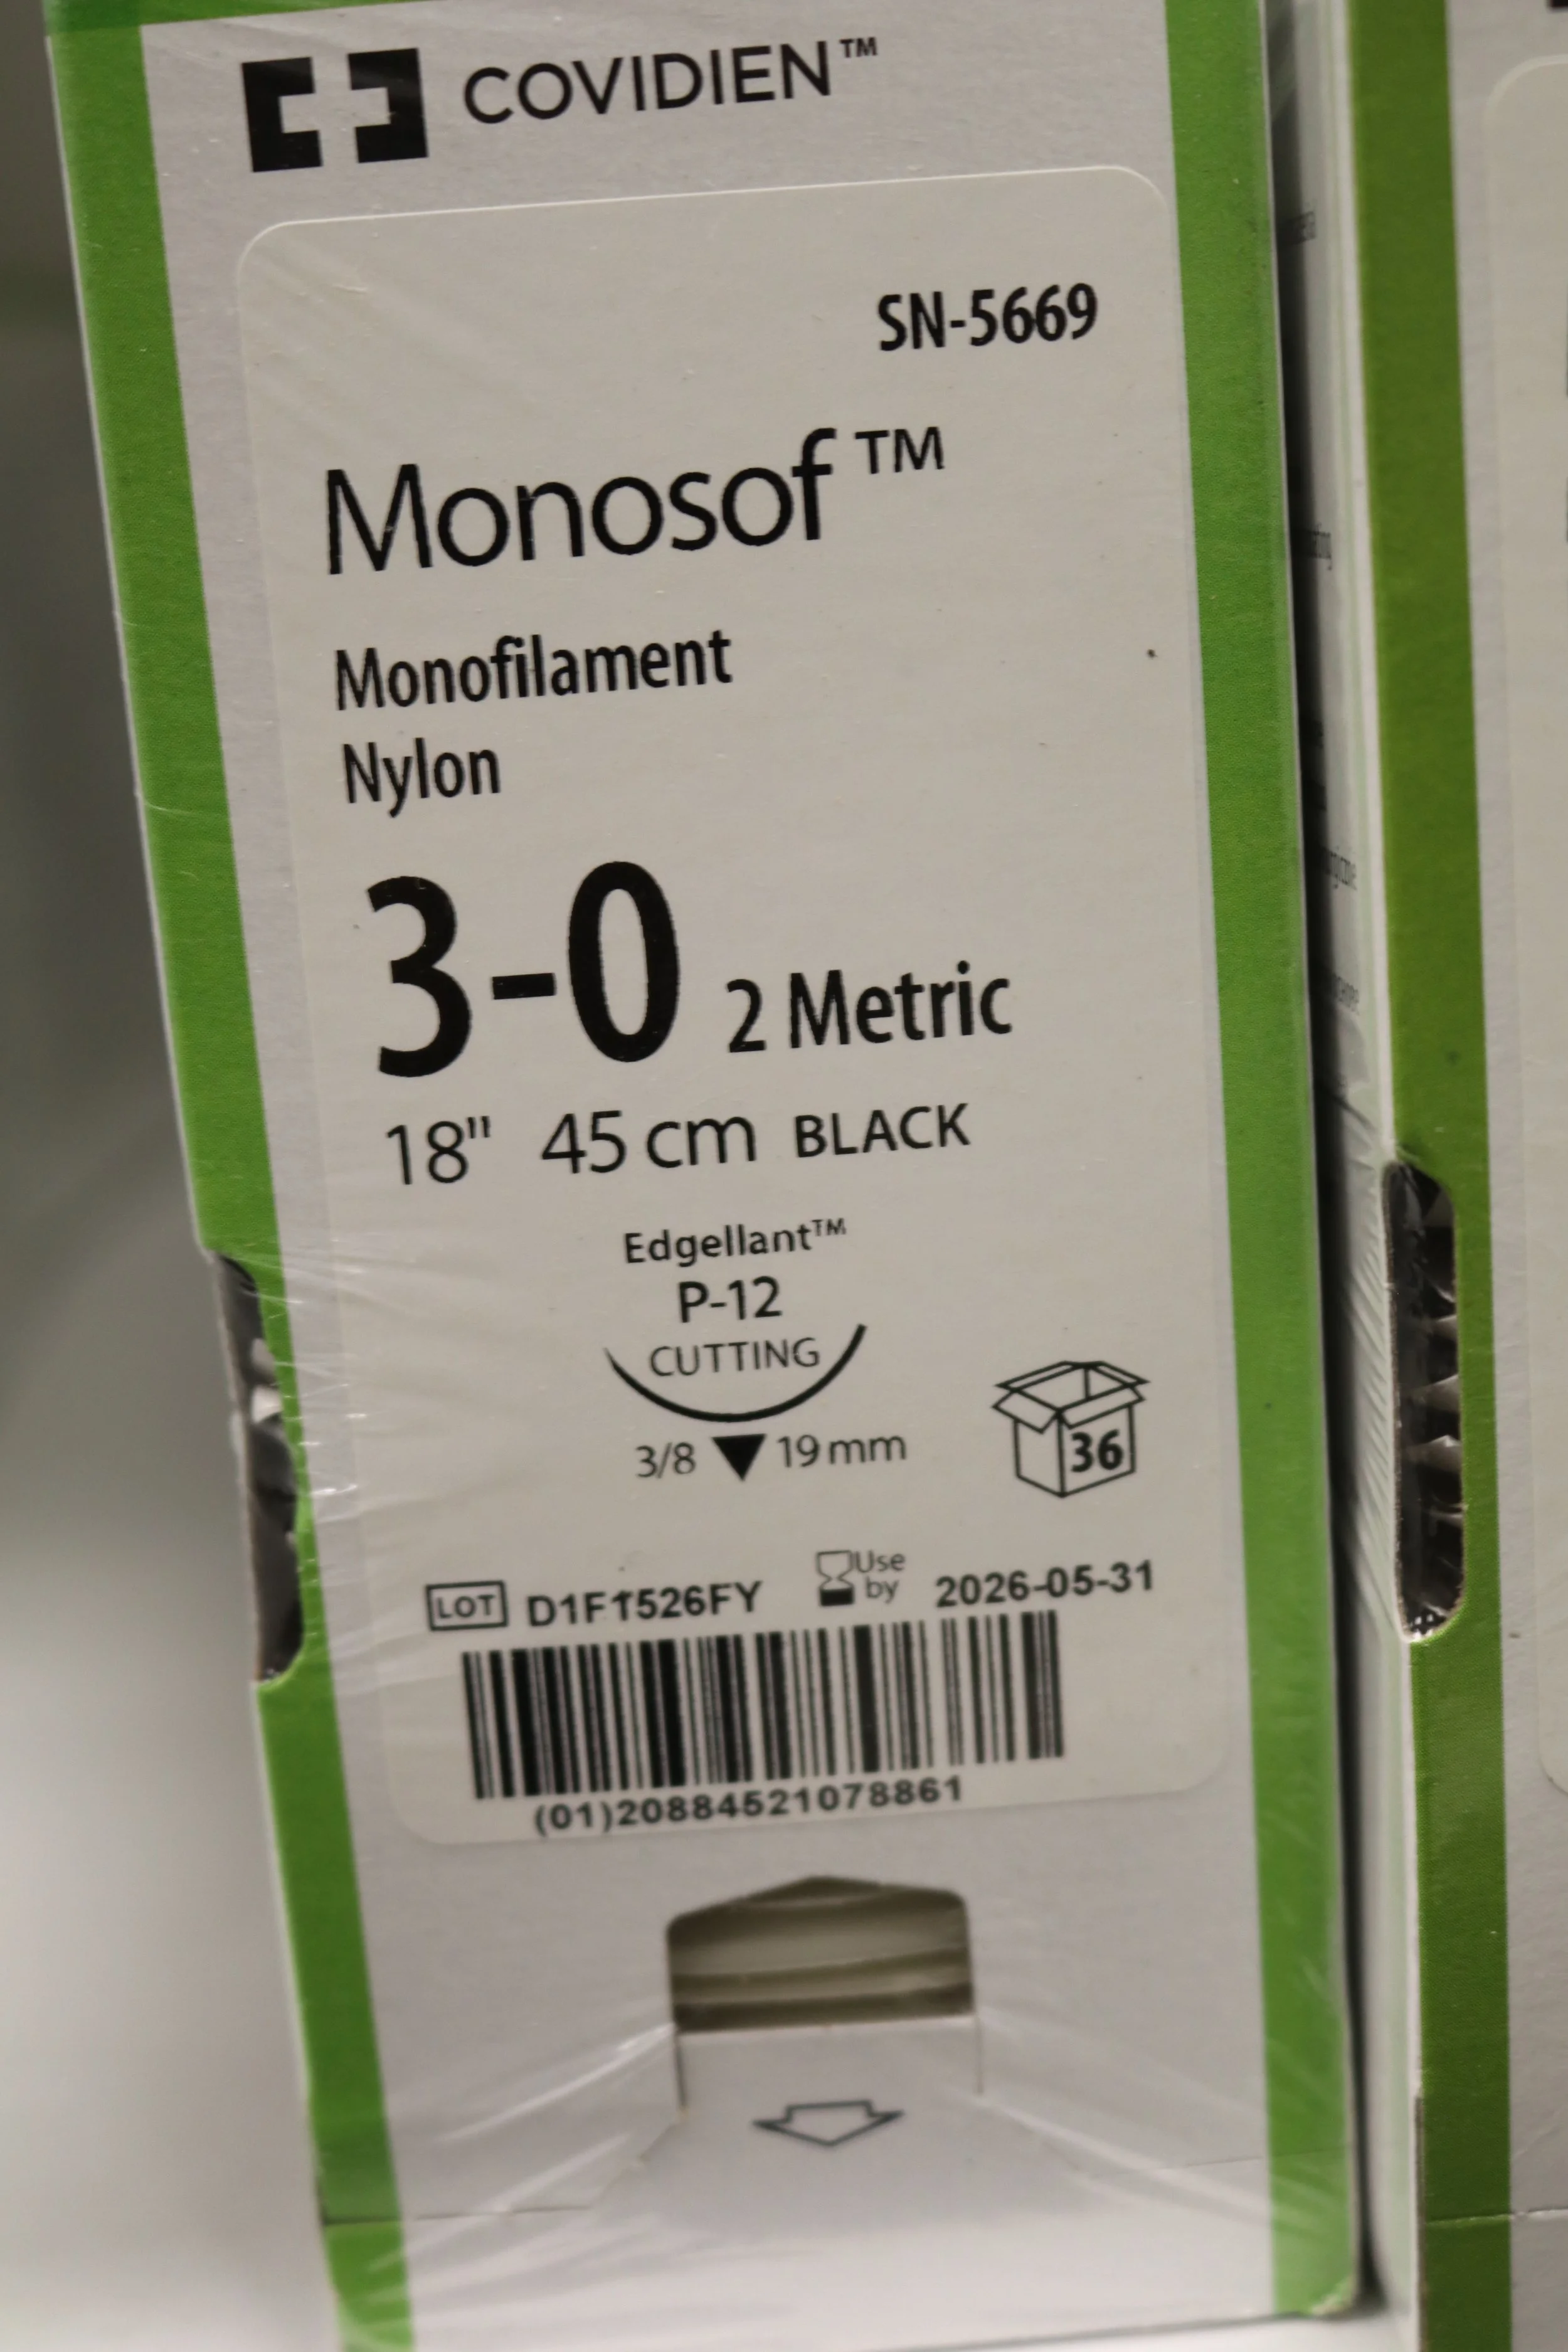 COVIDIEN™
SN-5669
Monosof™
Monofilament
Nylon
3-0 2 Metric
18" 45 cm BLACK
Edgellant™
P-12
CUTTING
3/8 19 mm
36
LOT D1F1526FY Use by 2026-05-31
(01)20884521078861